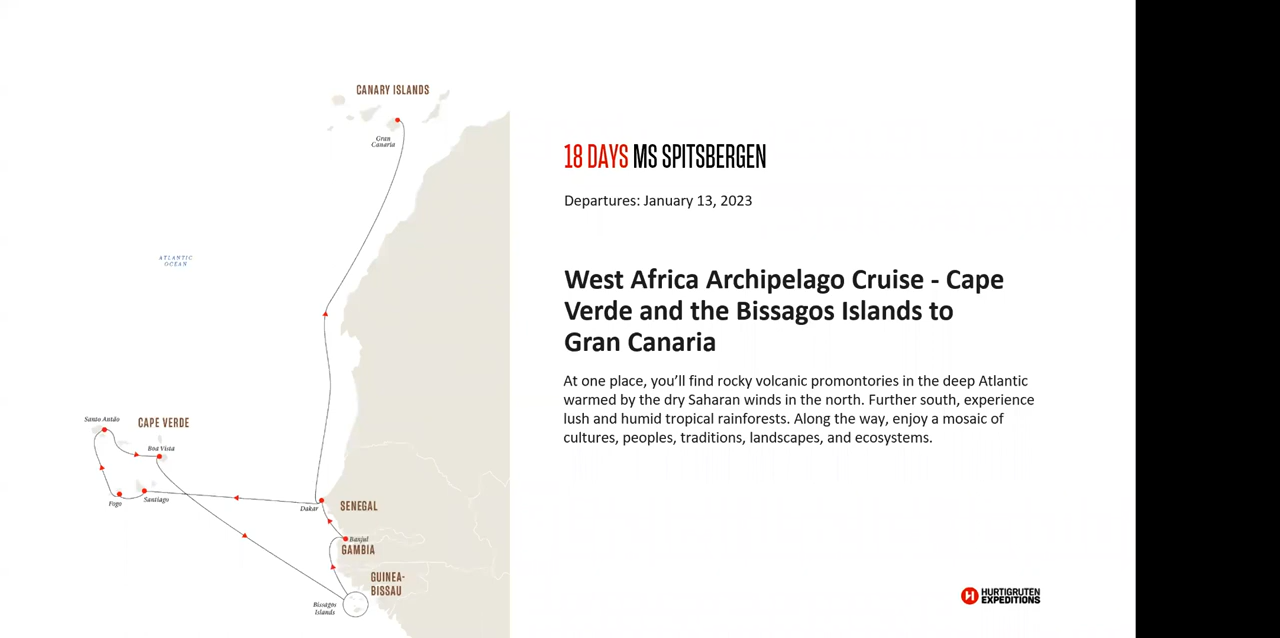 CANARY ISLANDS
Gran
Canaria
ATLANTIC
OCEAN
Santo Antão
CAPE VERDE
Boa Vista
Fogo
Santiago
Dakar
SENEGAL
Banjul
GAMBIA
GUINEA-
BISSAU
Bissagos
Islands
18 DAYS MS SPITSBERGEN
Departures: January 13, 2023
West Africa Archipelago Cruise - Cape
Verde and the Bissagos Islands to
Gran Canaria
At one place, you’ll find rocky volcanic promontories in the deep Atlantic
warmed by the dry Saharan winds in the north. Further south, experience
lush and humid tropical rainforests. Along the way, enjoy a mosaic of
cultures, peoples, traditions, landscapes, and ecosystems.
HURTIGRUTEN
EXPEDITIONS